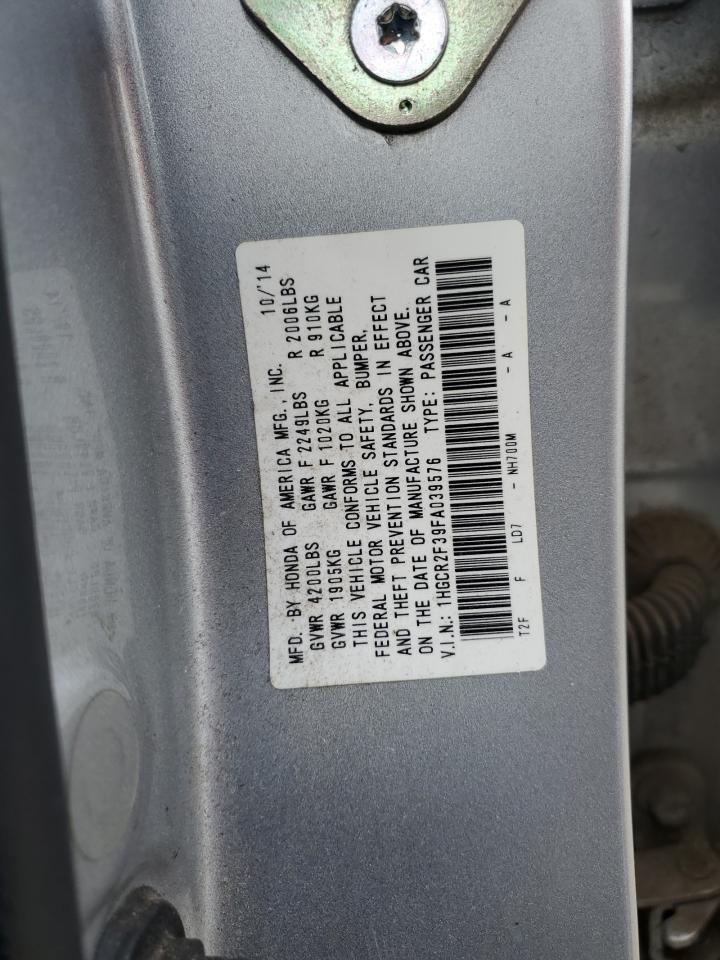 MFD. BY HONDA OF AMERICA MFG., INC. 10/'14
GVWR 4200LBS GAWR F 2249LBS R 2006LBS
GVWR 1905KG GAWR F 1020KG R 910KG
THIS VEHICLE CONFORMS TO ALL APPLICABLE
FEDERAL MOTOR VEHICLE SAFETY, BUMPER,
AND THEFT PREVENTION STANDARDS IN EFFECT
ON THE DATE OF MANUFACTURE SHOWN ABOVE.
V.I.N.: 1HGCR2F39FA039576 TYPE: PASSENGER CAR
T2F F LD7 - NH700M - A - A